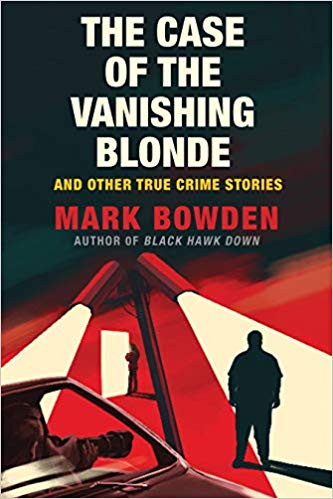 THE CASE
OF THE
VANISHING
BLONDE
AND OTHER TRUE CRIME STORIES
MARK BOWDEN
AUTHOR OF BLACK HAWK DOWN